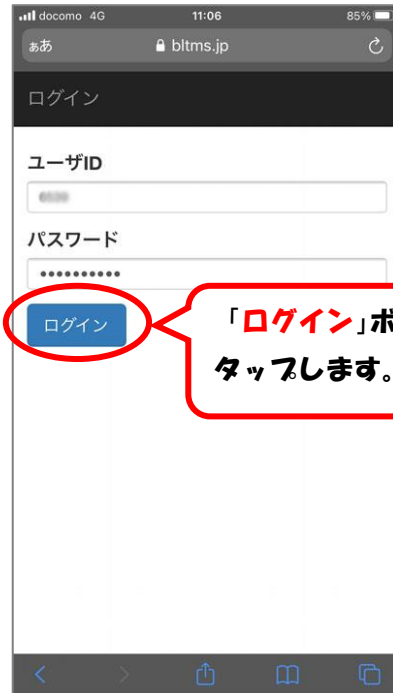 docomo 4G 11:06 85%
ぁあ bltms.jp
ログイン
ユーザID
パスワード
••••••••••
ログイン
「ログイン」ボ
タップします。